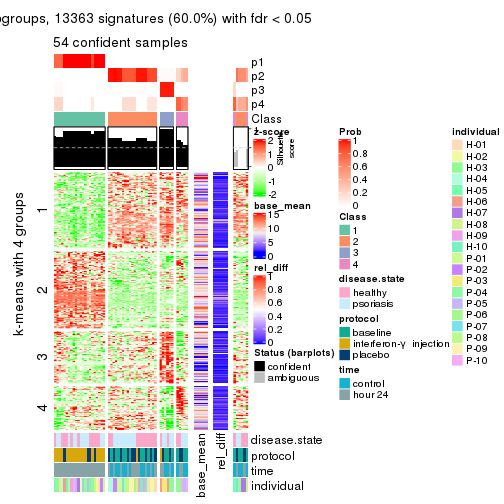 ogroups, 13363 signatures (60.0%) with fdr < 0.05
54 confident samples
p1
p2
p3
p4
Class
Silhouette
score
z-score
2
1
0
-1
-2
base_mean
15
10
5
0
rel_diff
1
0.8
0.6
0.4
0.2
0
Status (barplots)
confident
ambiguous
Prob
1
0.8
0.6
0.4
0.2
0
Class
1
2
3
4
disease.state
healthy
psoriasis
protocol
baseline
interferon-γ injection
placebo
time
control
hour 24
individual
H-01
H-02
H-03
H-04
H-05
H-06
H-07
H-08
H-09
H-10
P-01
P-02
P-03
P-04
P-05
P-06
P-07
P-08
P-09
P-10
k-means with 4 groups
1
2
3
4
base_mean
rel_diff
disease.state
protocol
time
individual